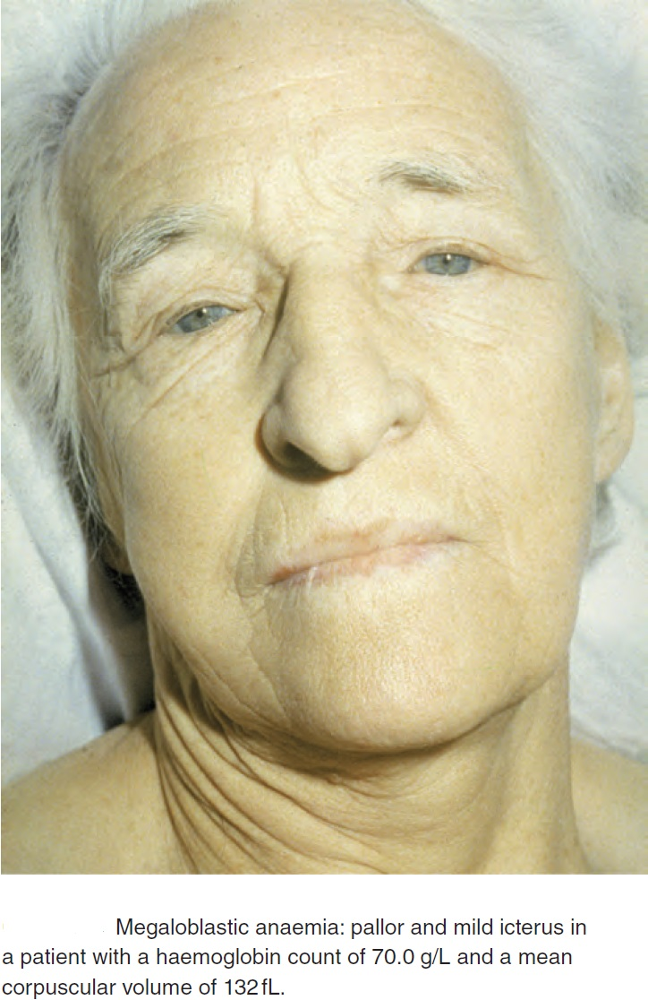 Megaloblastic anaemia: pallor and mild icterus in
a patient with a haemoglobin count of 70.0 g/L and a mean
corpuscular volume of 132 fL.